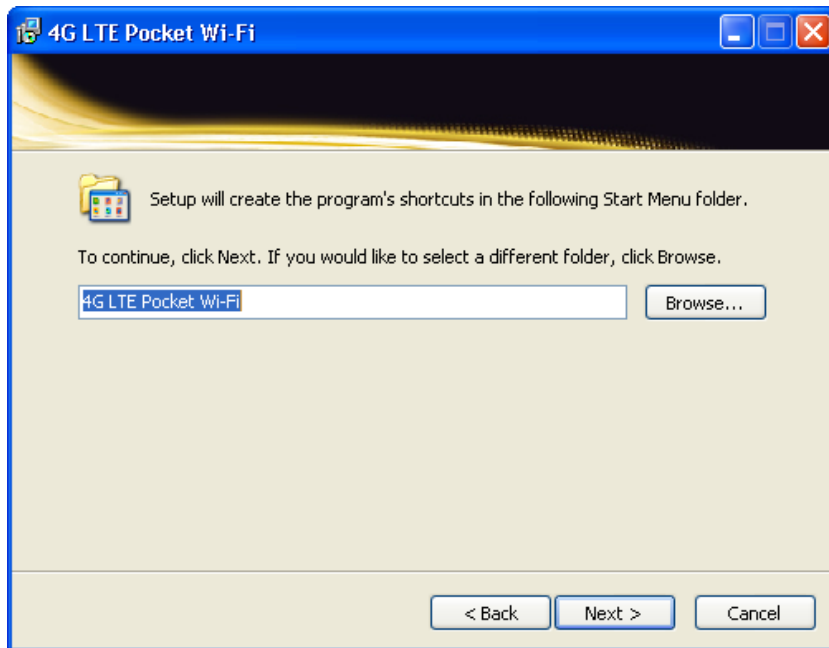 4G LTE Pocket Wi-Fi
Setup will create the program's shortcuts in the following Start Menu folder.
To continue, click Next. If you would like to select a different folder, click Browse.
4G LTE Pocket Wi-Fi
Browse...
< Back
Next >
Cancel